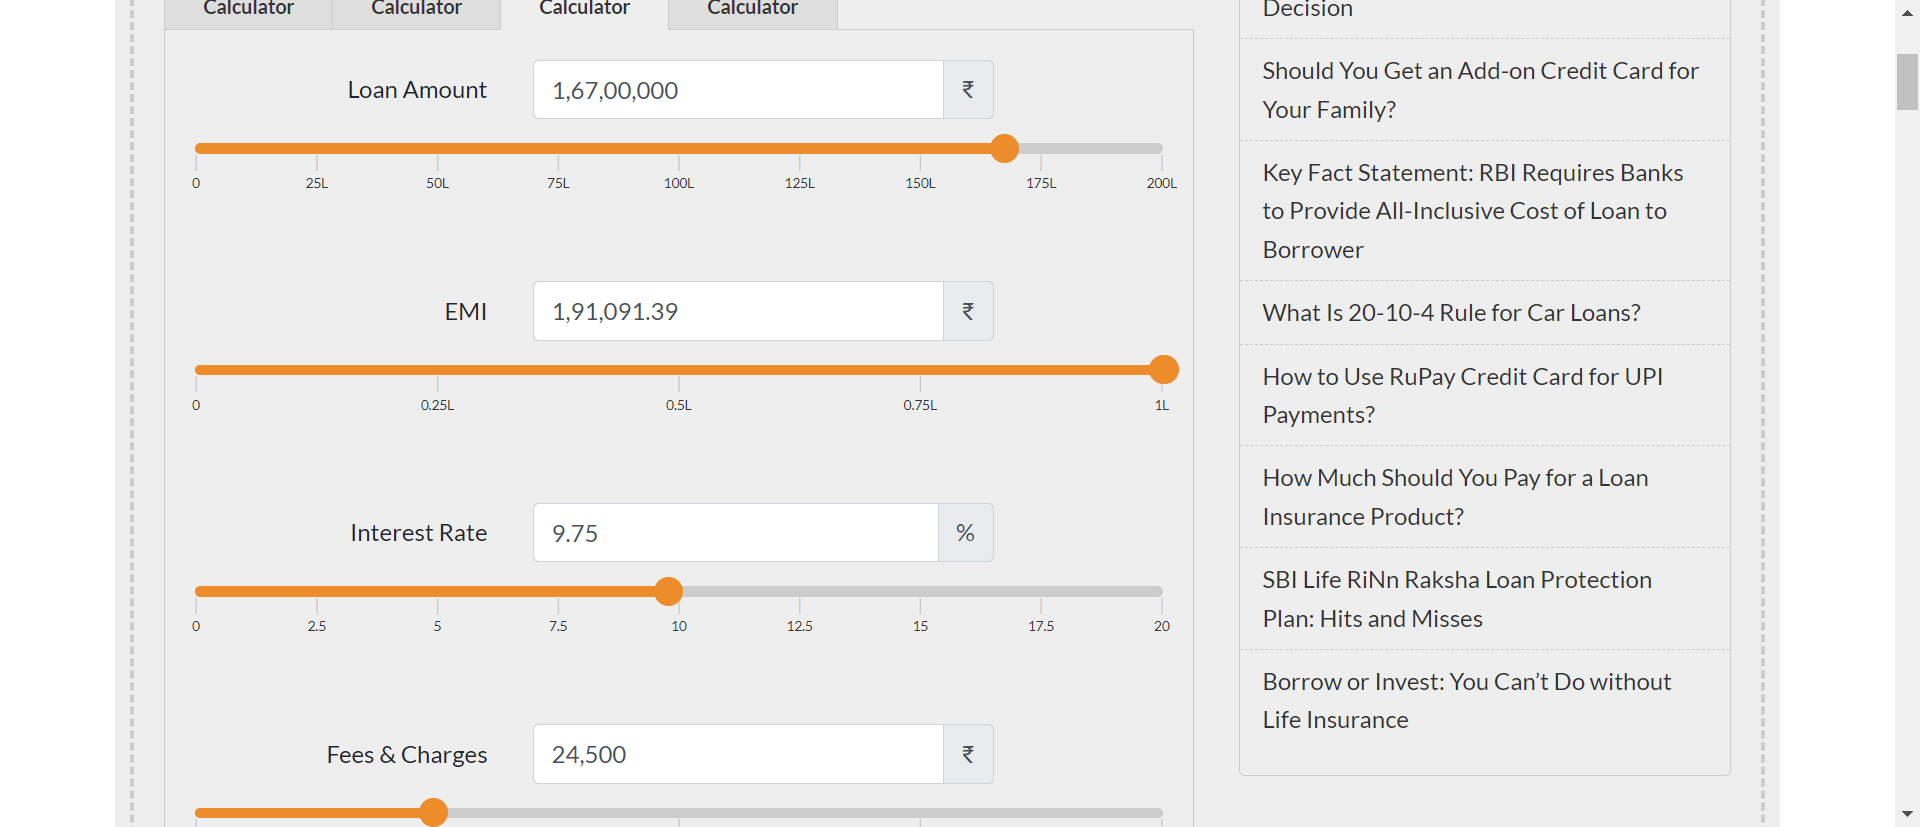 Calculator Calculator Calculator Calculator
Loan Amount 1,67,00,000 ₹
0 25L 50L 75L 100L 125L 150L 175L 200L
EMI 1,91,091.39 ₹
0 0.25L 0.5L 0.75L 1L
Interest Rate 9.75 %
0 2.5 5 7.5 10 12.5 15 17.5 20
Fees & Charges 24,500 ₹
Decision
Should You Get an Add-on Credit Card for
Your Family?
Key Fact Statement: RBI Requires Banks
to Provide All-Inclusive Cost of Loan to
Borrower
What Is 20-10-4 Rule for Car Loans?
How to Use RuPay Credit Card for UPI
Payments?
How Much Should You Pay for a Loan
Insurance Product?
SBI Life RiNn Raksha Loan Protection
Plan: Hits and Misses
Borrow or Invest: You Can’t Do without
Life Insurance